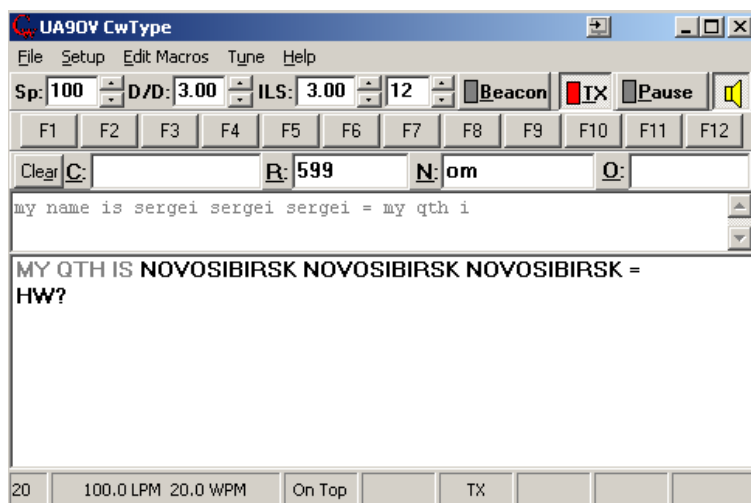 UA9OV CwType
File Setup Edit Macros Tune Help
Sp: 100 D/D: 3.00 ILS: 3.00 12 Beacon TX Pause
F1 F2 F3 F4 F5 F6 F7 F8 F9 F10 F11 F12
Clear C: R: 599 N: om O:
my name is sergei sergei sergei = my qth i
MY QTH IS NOVOSIBIRSK NOVOSIBIRSK NOVOSIBIRSK =
HW?
20 100.0 LPM 20.0 WPM On Top TX